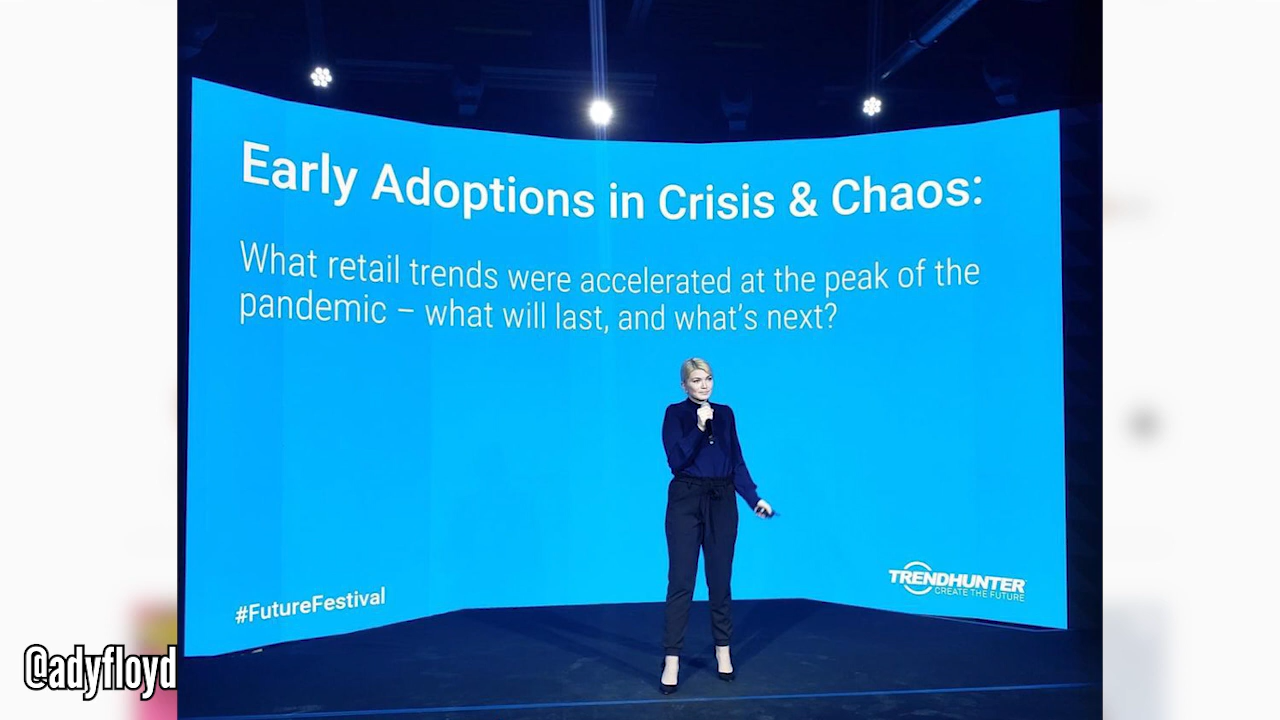 Early Adoptions in Crisis & Chaos:
What retail trends were accelerated at the peak of the
pandemic – what will last, and what's next?
#FutureFestival
TRENDHUNTER
CREATE THE FUTURE
@adyfloyd